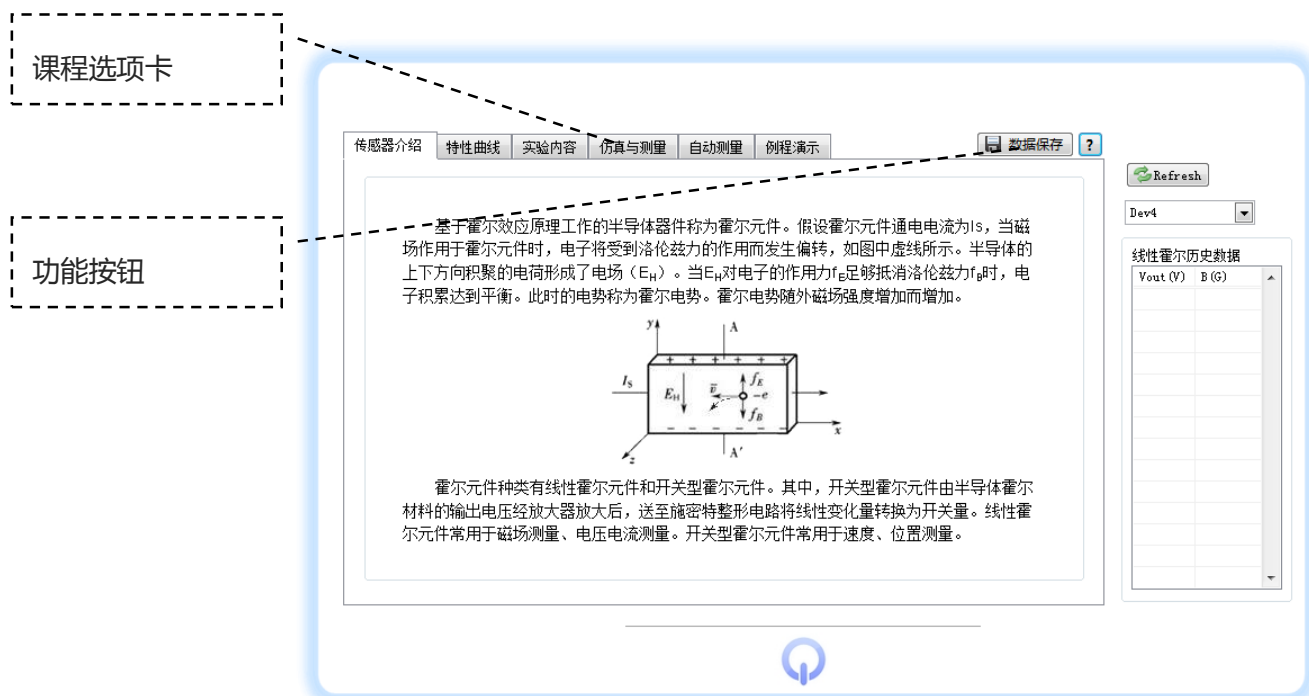 课程选项卡
功能按钮
传感器介绍 特性曲线 实验内容 仿真与测量 自动测量 例程演示 数据保存 ?
基于霍尔效应原理工作的半导体器件称为霍尔元件。假设霍尔元件通电电流为Is，当磁
场作用于霍尔元件时，电子将受到洛伦兹力的作用而发生偏转，如图中虚线所示。半导体的
上下方向积聚的电荷形成了电场（E_H）。当E_H对电子的作用力f_E足够抵消洛伦兹力f_B时，电
子积累达到平衡。此时的电势称为霍尔电势。霍尔电势随外磁场强度增加而增加。
y A
+ + + + + +
I_S E_H v̅ f_E -e
f_B
- - - - - -
x
z A′
霍尔元件种类有线性霍尔元件和开关型霍尔元件。其中，开关型霍尔元件由半导体霍尔
材料的输出电压经放大器放大后，送至施密特整形电路将线性变化量转换为开关量。线性霍
尔元件常用于磁场测量、电压电流测量。开关型霍尔元件常用于速度、位置测量。
Refresh
Dev4
线性霍尔历史数据
Vout(V) B(G)